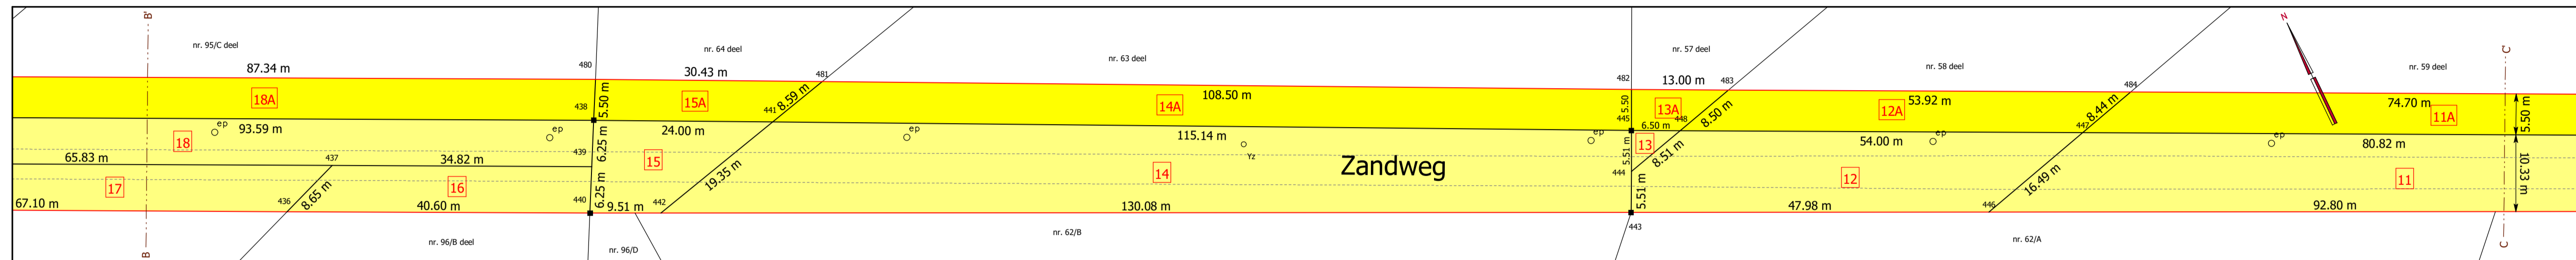 B'
N
nr. 95/C deel
nr. 64 deel
nr. 63 deel
nr. 57 deel
nr. 58 deel
nr. 59 deel
C'
87.34 m
480
30.43 m
481
482
13.00 m
483
484
18A
438
5.50 m
15A
441
8.59 m
14A
108.50 m
5.50
445
13A
6.50 m
448
8.50 m
12A
53.92 m
447
8.44 m
74.70 m
11A
5.50 m
93.59 m
ep
18
ep
24.00 m
ep
115.14 m
Yz
ep
13
54.00 m
ep
ep
80.82 m
65.83 m
437
34.82 m
439
6.25 m
15
19.35 m
14
Zandweg
5.51 m
444
8.51 m
12
16.49 m
11
10.33 m
17
8.65 m
16
6.25 m
5.51 m
67.10 m
436
40.60 m
440
9.51 m
442
130.08 m
47.98 m
446
92.80 m
443
B
nr. 96/B deel
nr. 96/D
nr. 62/B
nr. 62/A
C